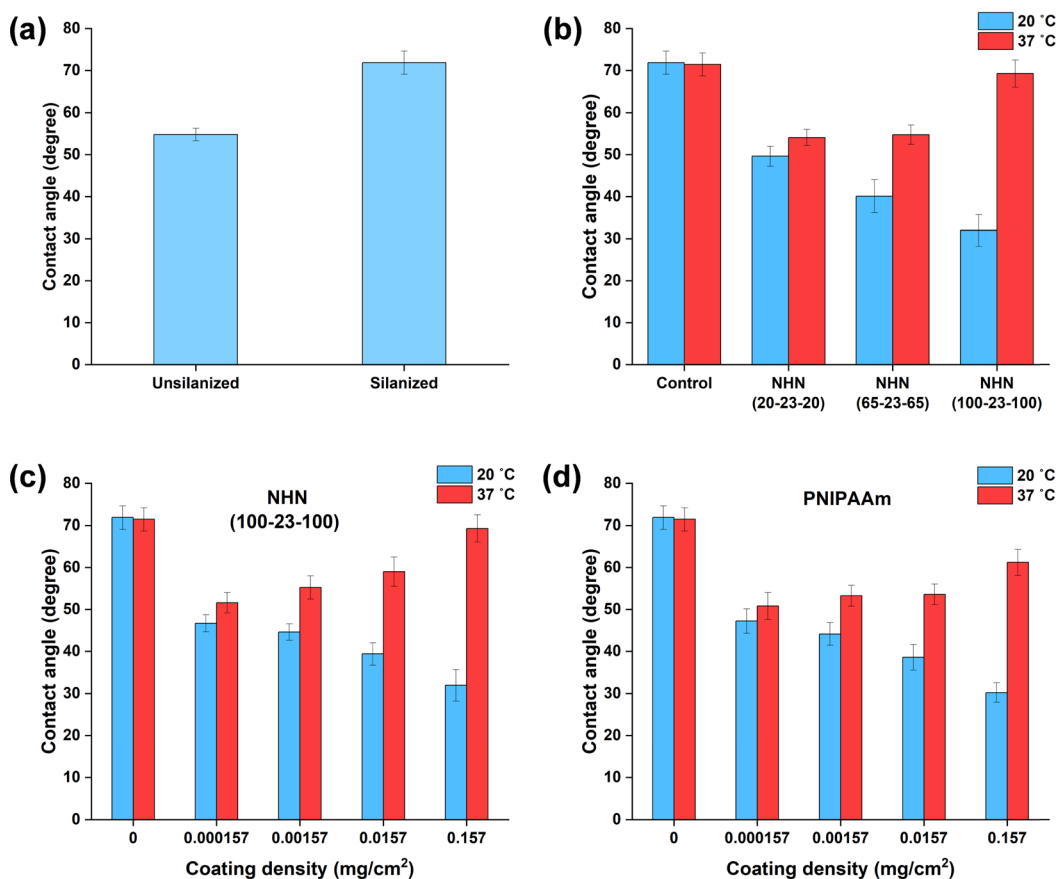 (a)
Contact angle (degree)
80
70
60
50
40
30
20
10
0
Unsilanized Silanized
(b)
20 ˚C
37 ˚C
Contact angle (degree)
80
70
60
50
40
30
20
10
0
Control NHN NHN NHN
(20-23-20) (65-23-65) (100-23-100)
(c)
20 ˚C
37 ˚C
NHN
(100-23-100)
Contact angle (degree)
80
70
60
50
40
30
20
10
0
0 0.000157 0.00157 0.0157 0.157
Coating density (mg/cm²)
(d)
20 ˚C
37 ˚C
PNIPAAm
Contact angle (degree)
80
70
60
50
40
30
20
10
0
0 0.000157 0.00157 0.0157 0.157
Coating density (mg/cm²)